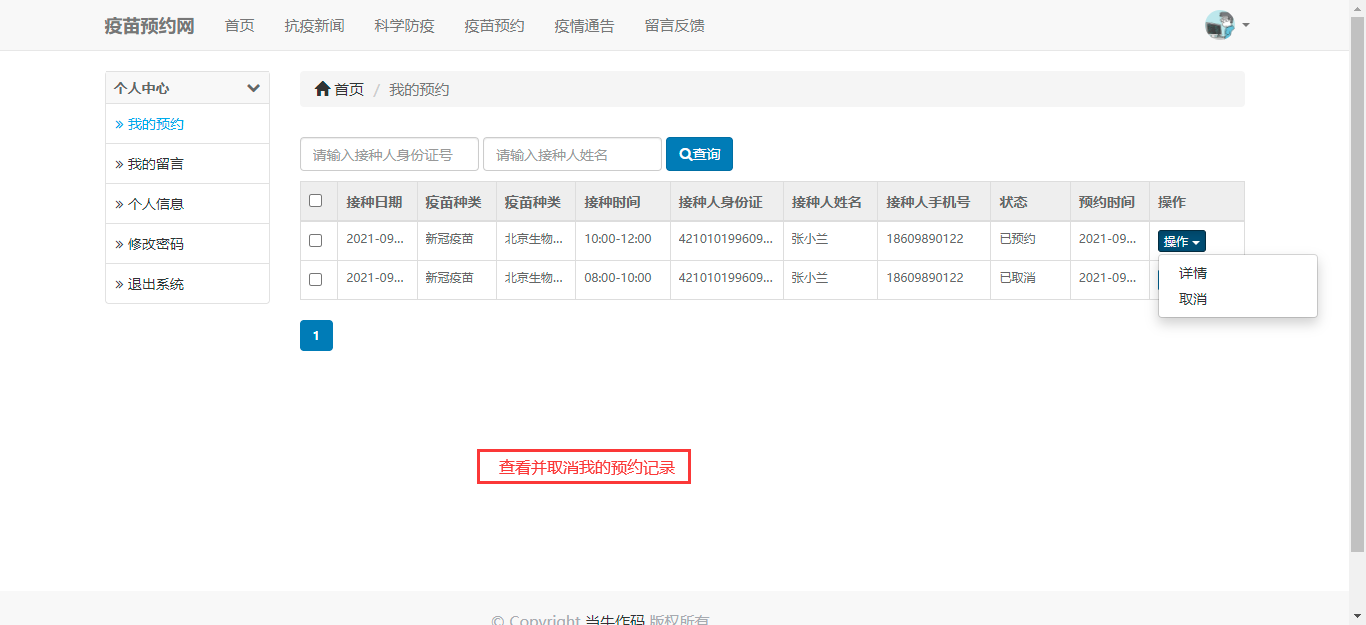 疫苗预约网 首页 抗疫新闻 科学防疫 疫苗预约 疫情通告 留言反馈
个人中心
» 我的预约
» 我的留言
» 个人信息
» 修改密码
» 退出系统
首页 / 我的预约
请输入接种人身份证号 请输入接种人姓名 查询
接种日期 疫苗种类 疫苗种类 接种时间 接种人身份证 接种人姓名 接种人手机号 状态 预约时间 操作
2021-09... 新冠疫苗 北京生物... 10:00-12:00 421010199609... 张小兰 18609890122 已预约 2021-09... 操作
2021-09... 新冠疫苗 北京生物... 08:00-10:00 421010199609... 张小兰 18609890122 已取消 2021-09...
详情
取消
1
查看并取消我的预约记录
© Copyright 当牛作码 版权所有